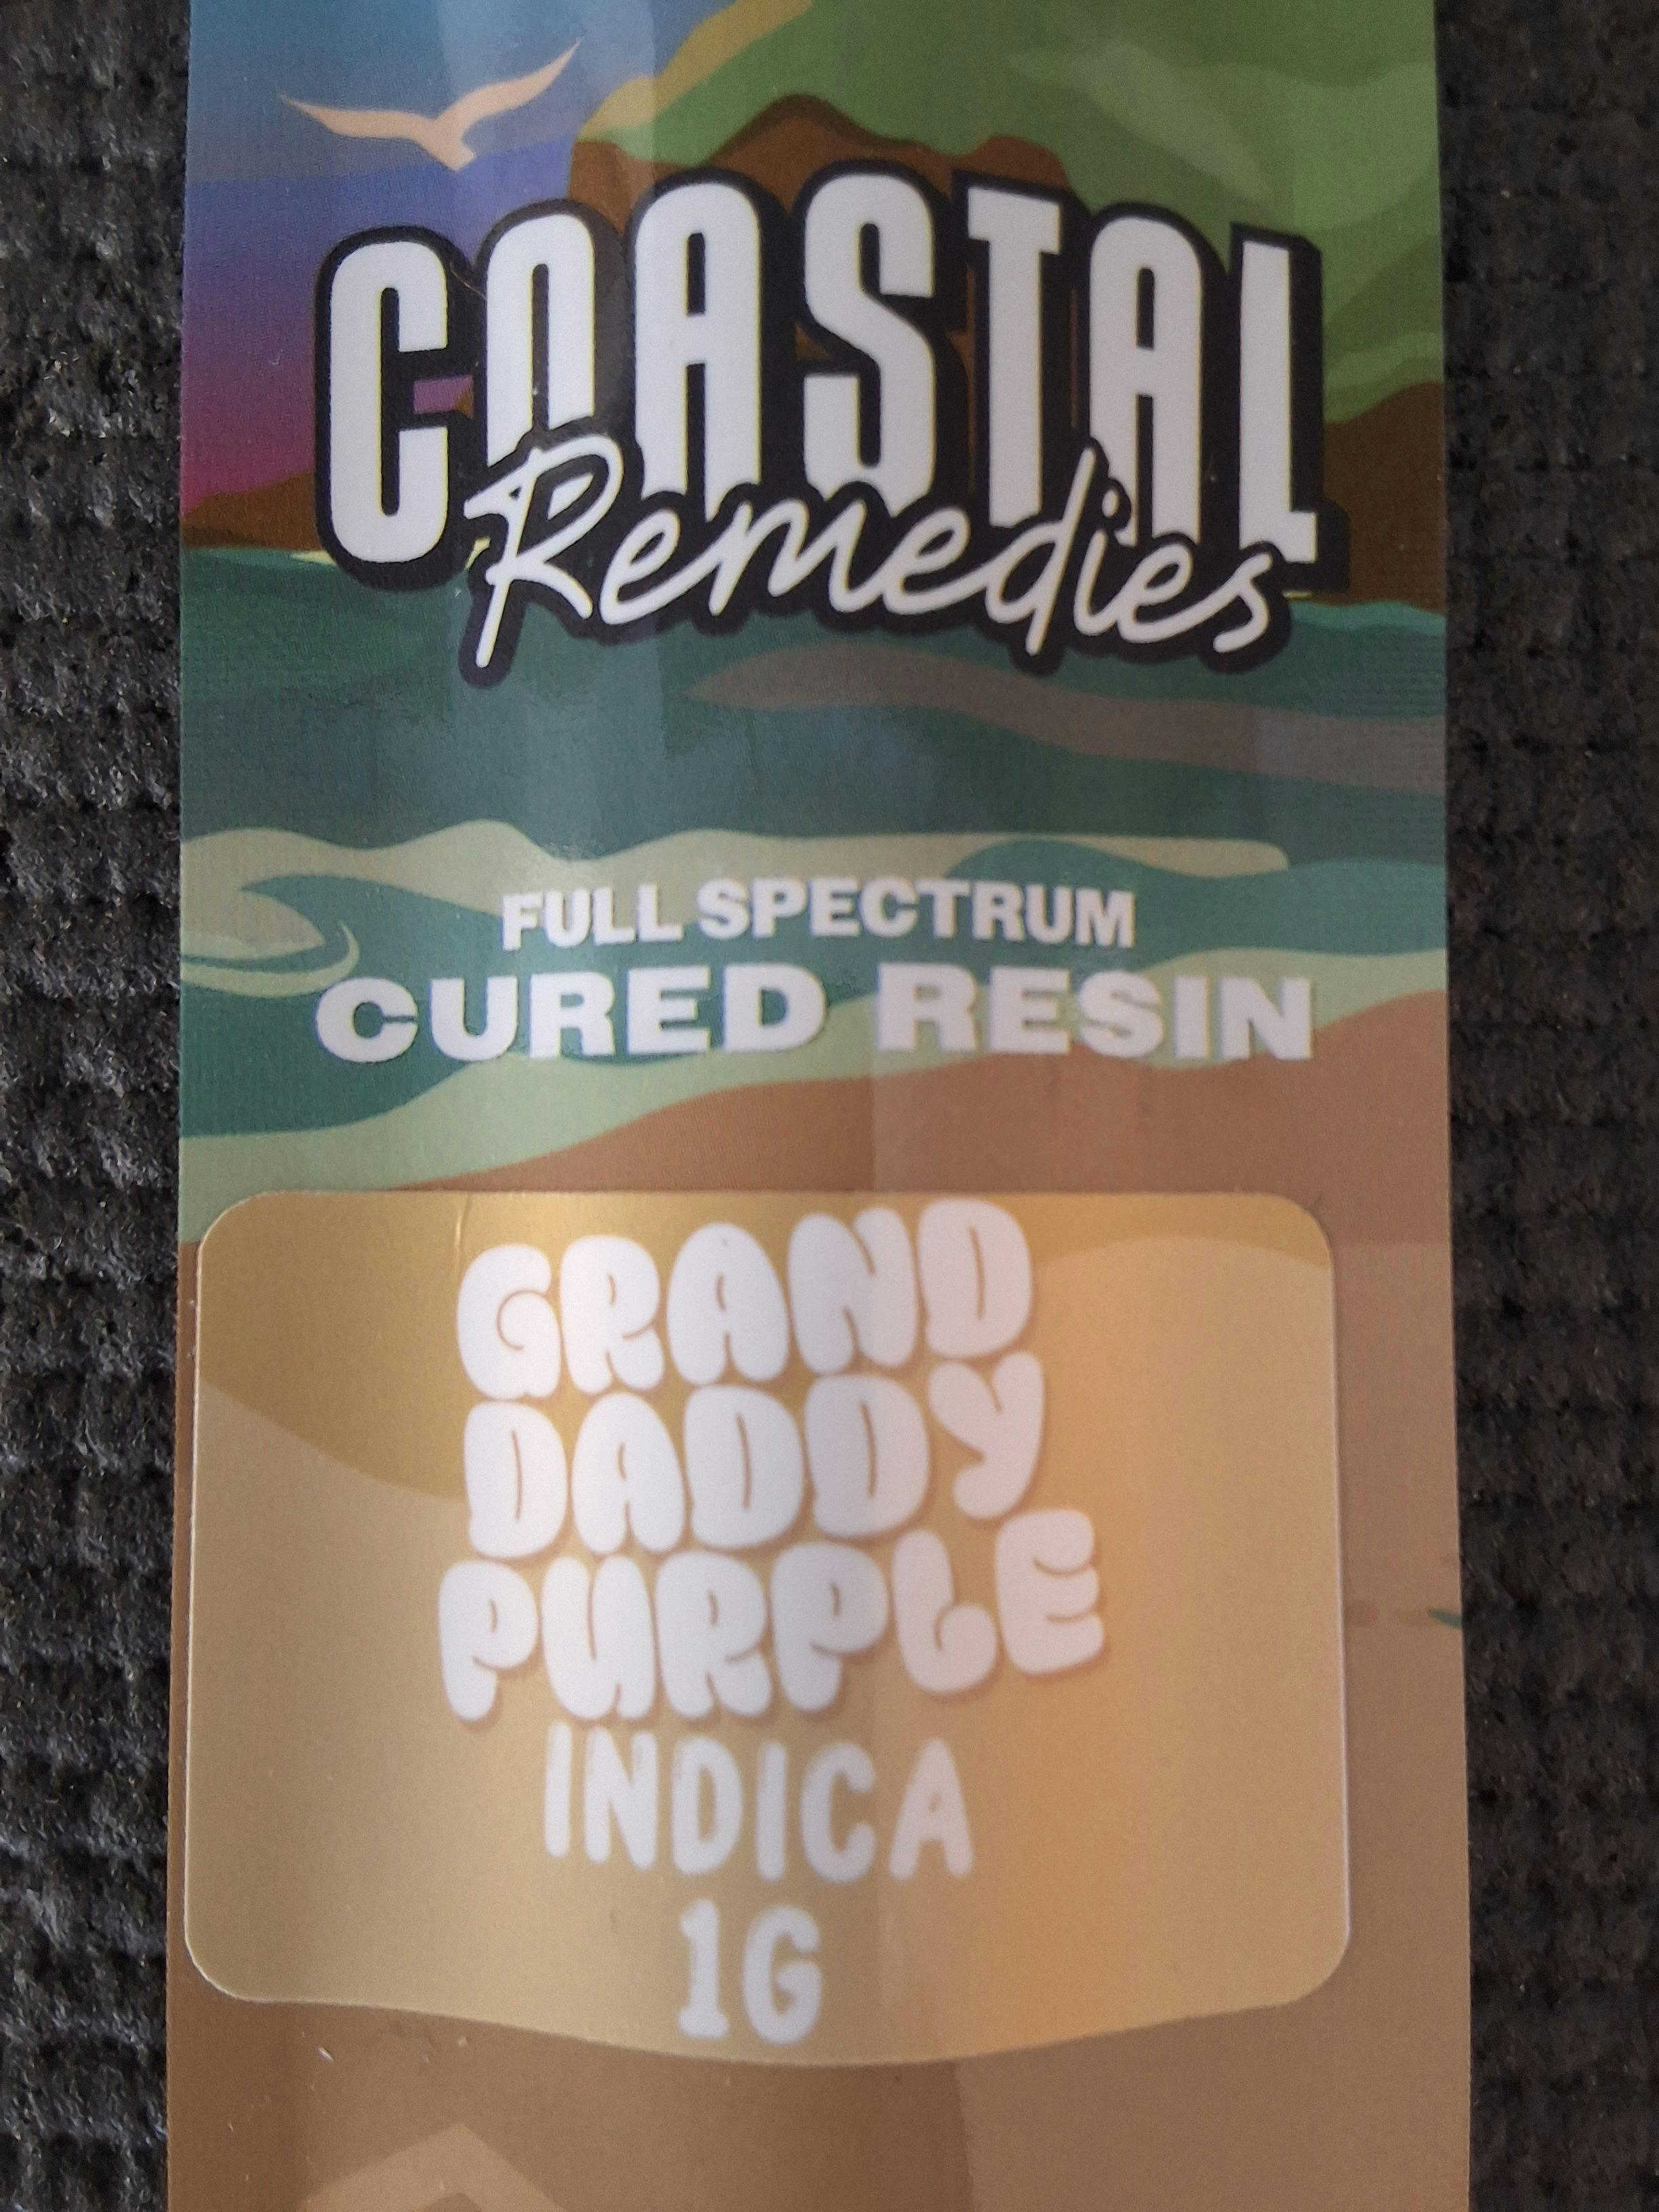 COASTAL
Remedies
FULL SPECTRUM
CURED RESIN
GRAND
DADDY
PURPLE
INDICA
1G